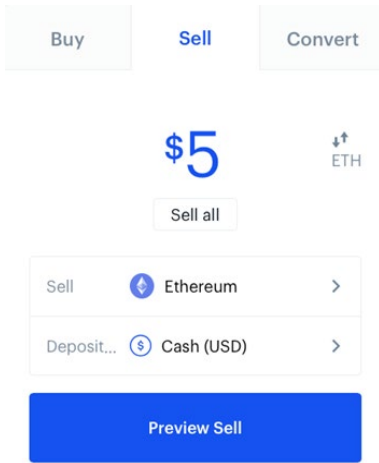 Buy Sell Convert
$5
ETH
Sell all
Sell Ethereum
Deposit... $ Cash (USD)
Preview Sell